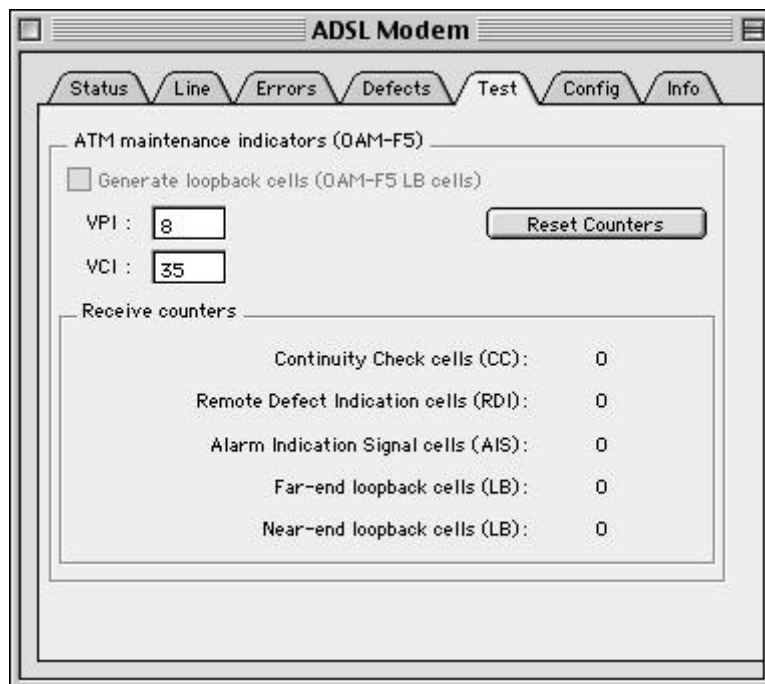 ADSL Modem
Status Line Errors Defects Test Config Info
ATM maintenance indicators (OAM-F5)
Generate loopback cells (OAM-F5 LB cells)
VPI : 8
Reset Counters
VCI : 35
Receive counters
Continuity Check cells (CC): 0
Remote Defect Indication cells (RDI): 0
Alarm Indication Signal cells (AIS): 0
Far-end loopback cells (LB): 0
Near-end loopback cells (LB): 0